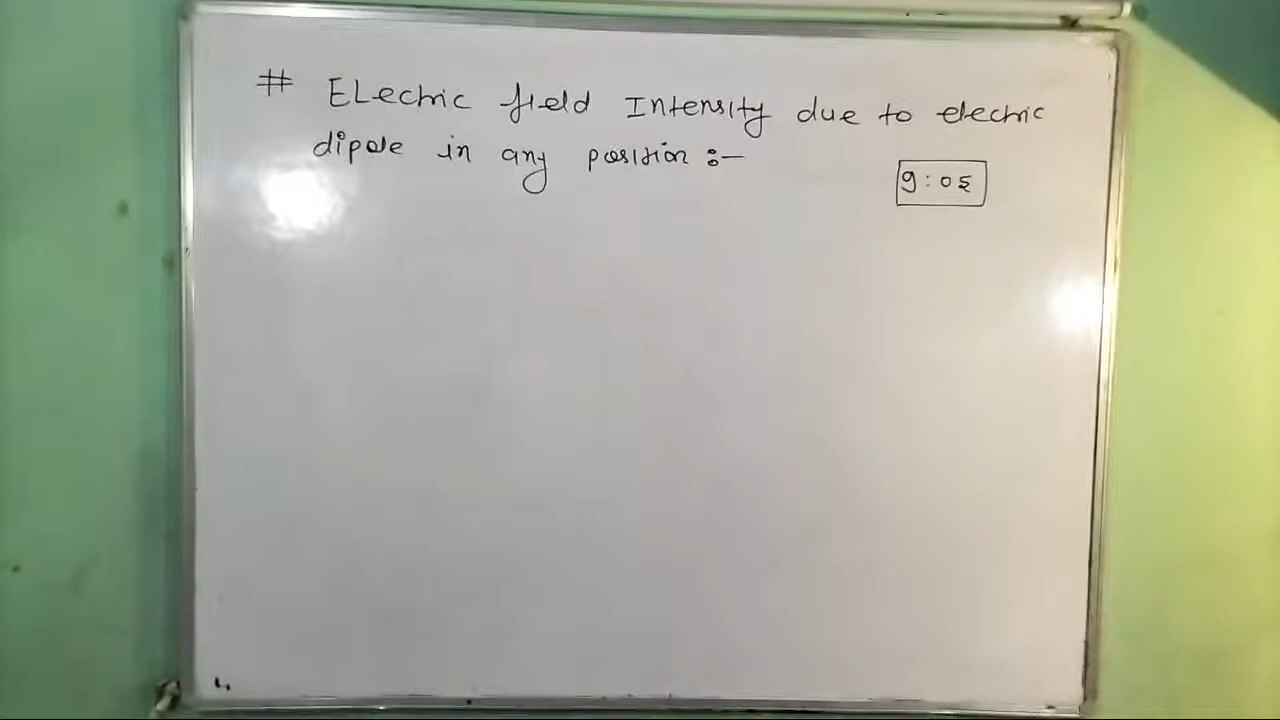 # Electric field Intensity due to electric
dipole in any position :-
9:05